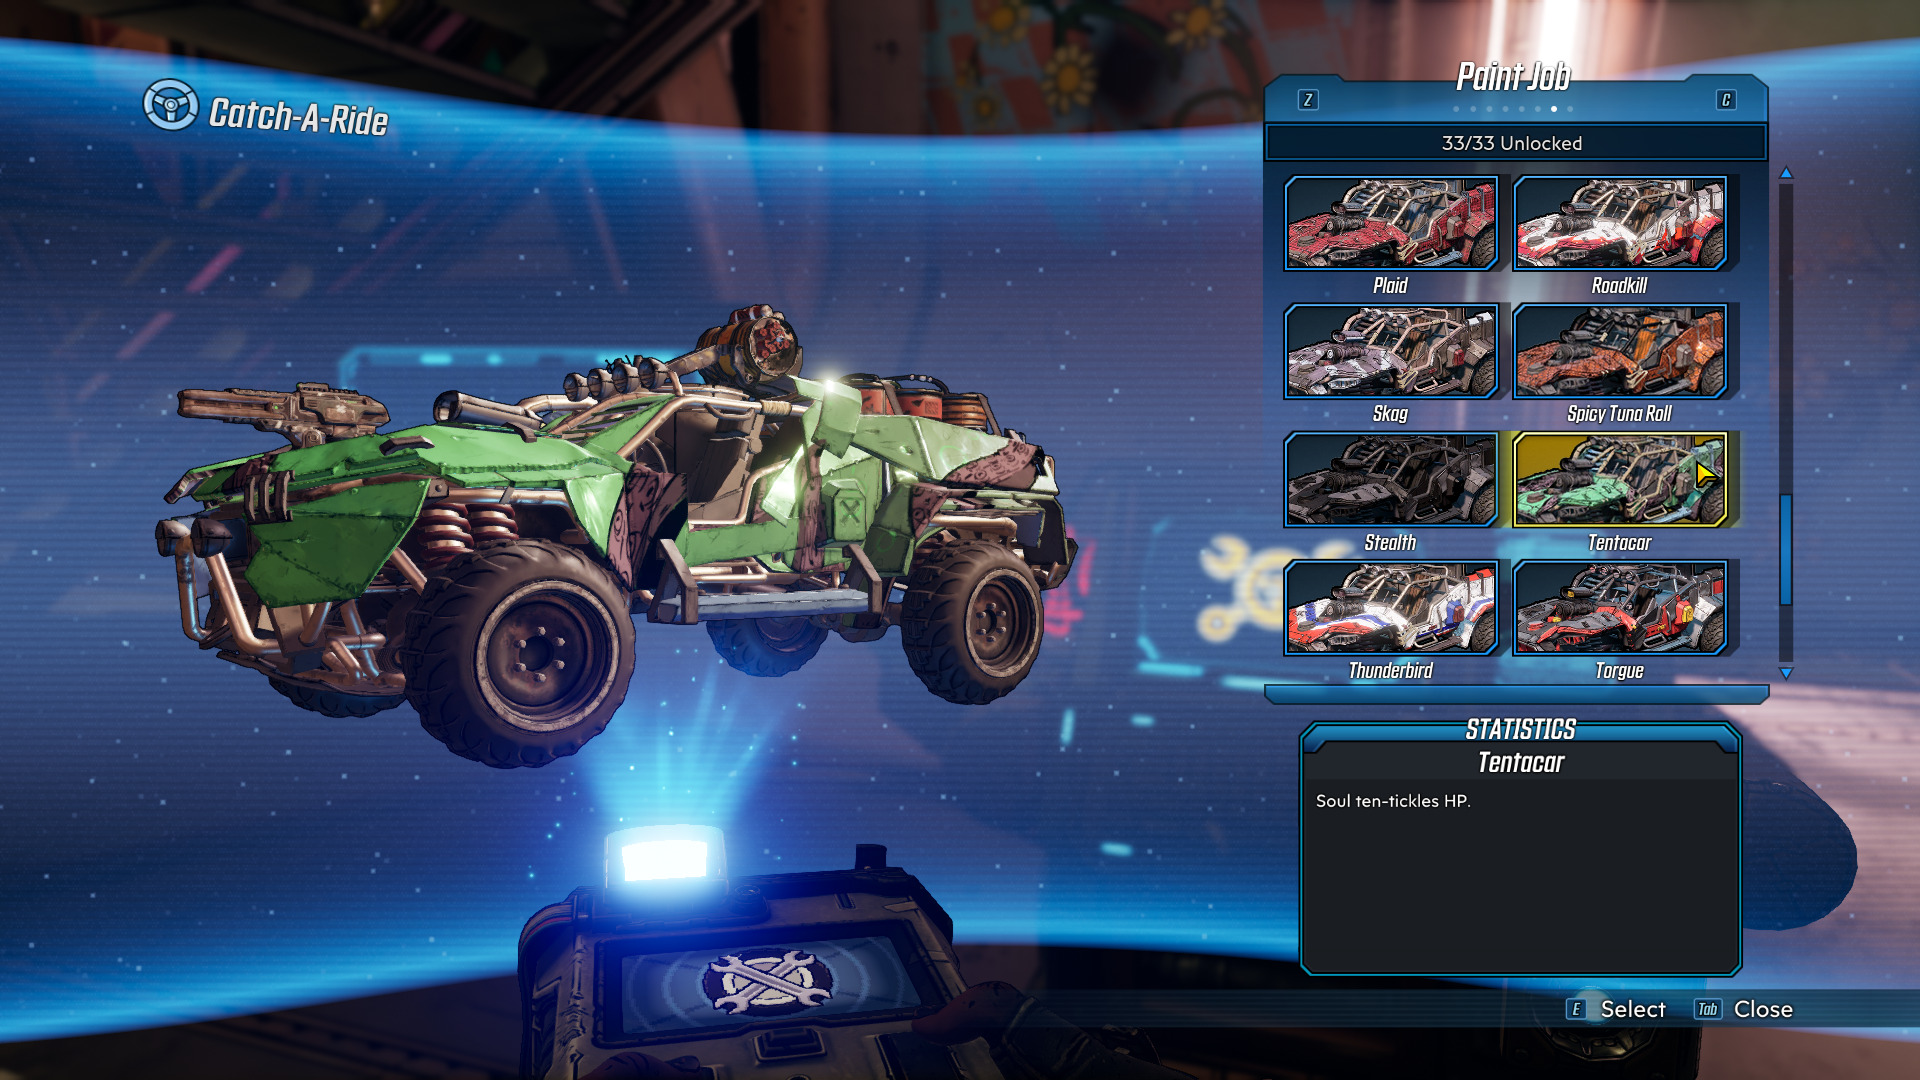 Catch-A-Ride
Paint Job
Z
C
33/33 Unlocked
Plaid
Roadkill
Skag
Spicy Tuna Roll
Stealth
Tentacar
Thunderbird
Torgue
STATISTICS
Tentacar
Soul ten-tickles HP.
E Select
Tab Close